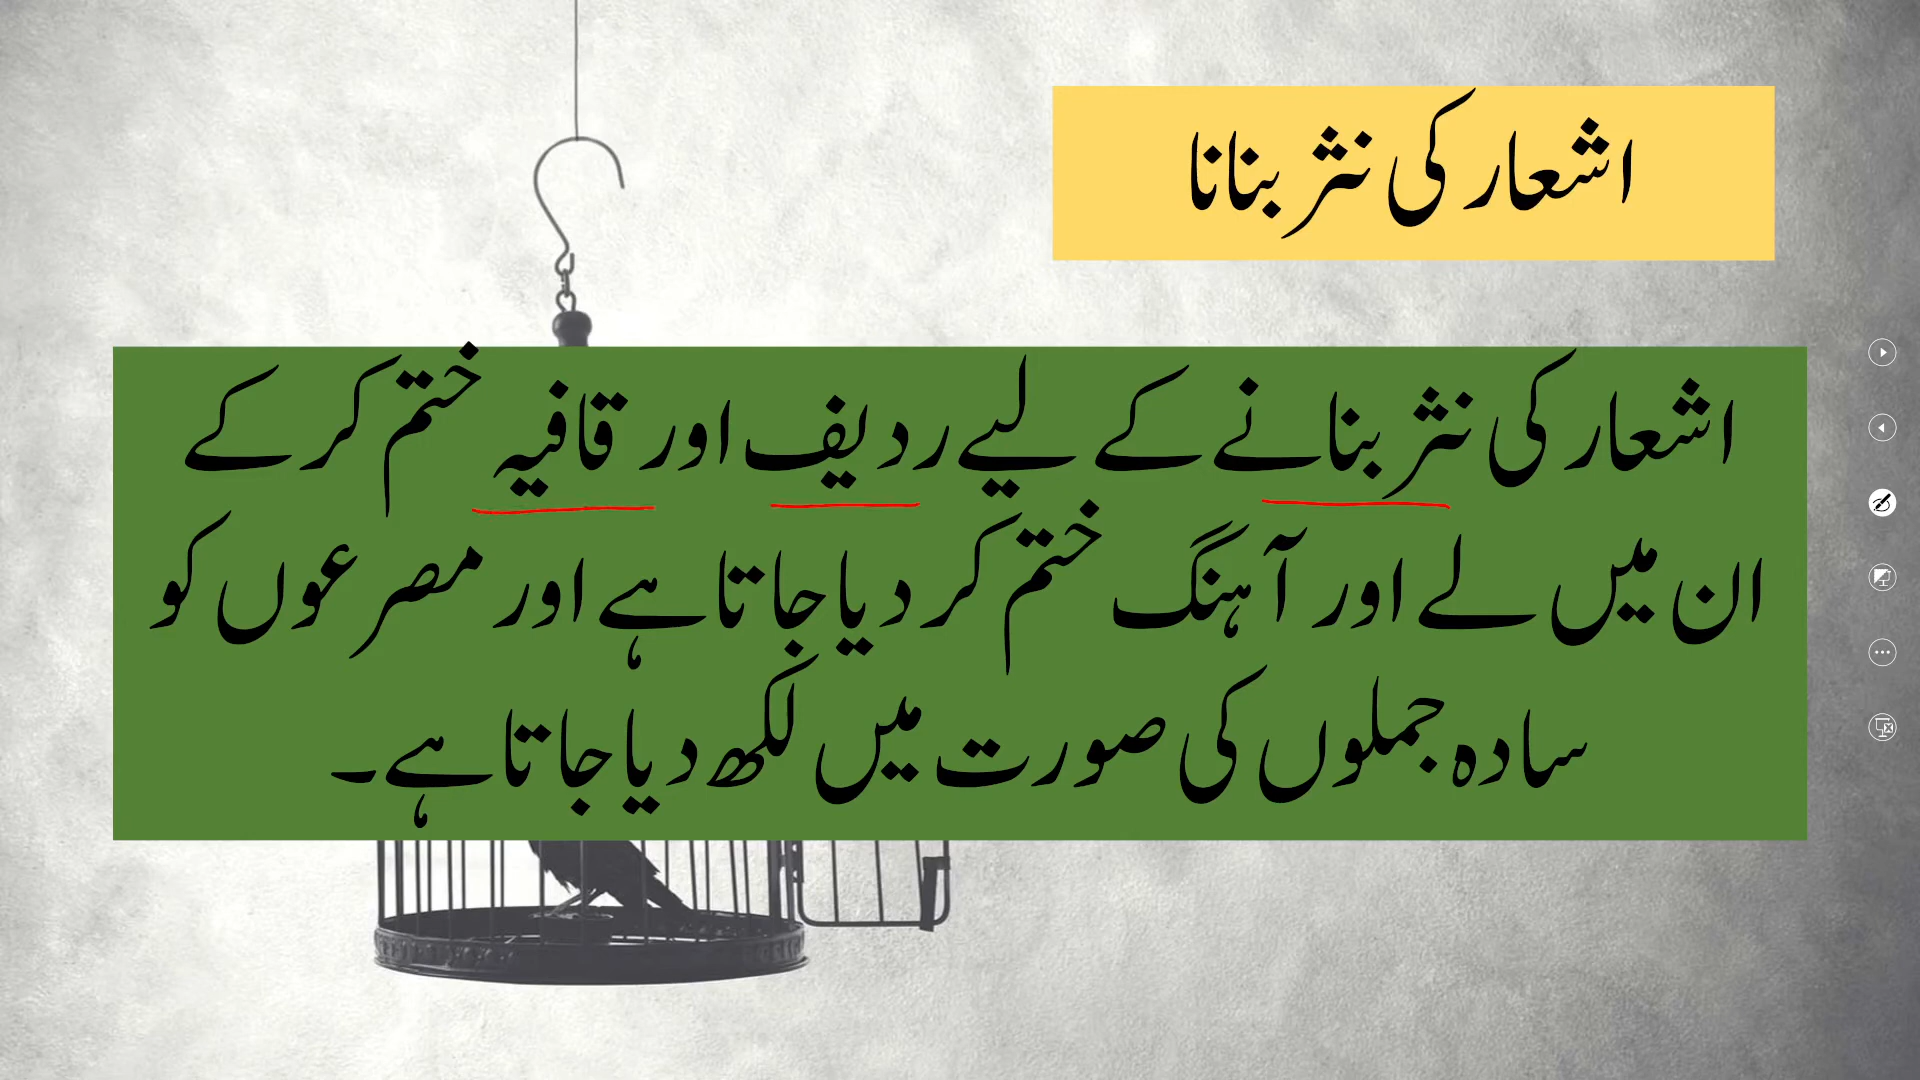 اشعار کی نثر بنانا
اشعار کی نثر بنانے کے لیے ردیف اور قافیہ ختم کر کے
ان میں لے اور آہنگ ختم کر دیا جاتا ہے اور مصرعوں کو
سادہ جملوں کی صورت میں لکھ دیا جاتا ہے۔